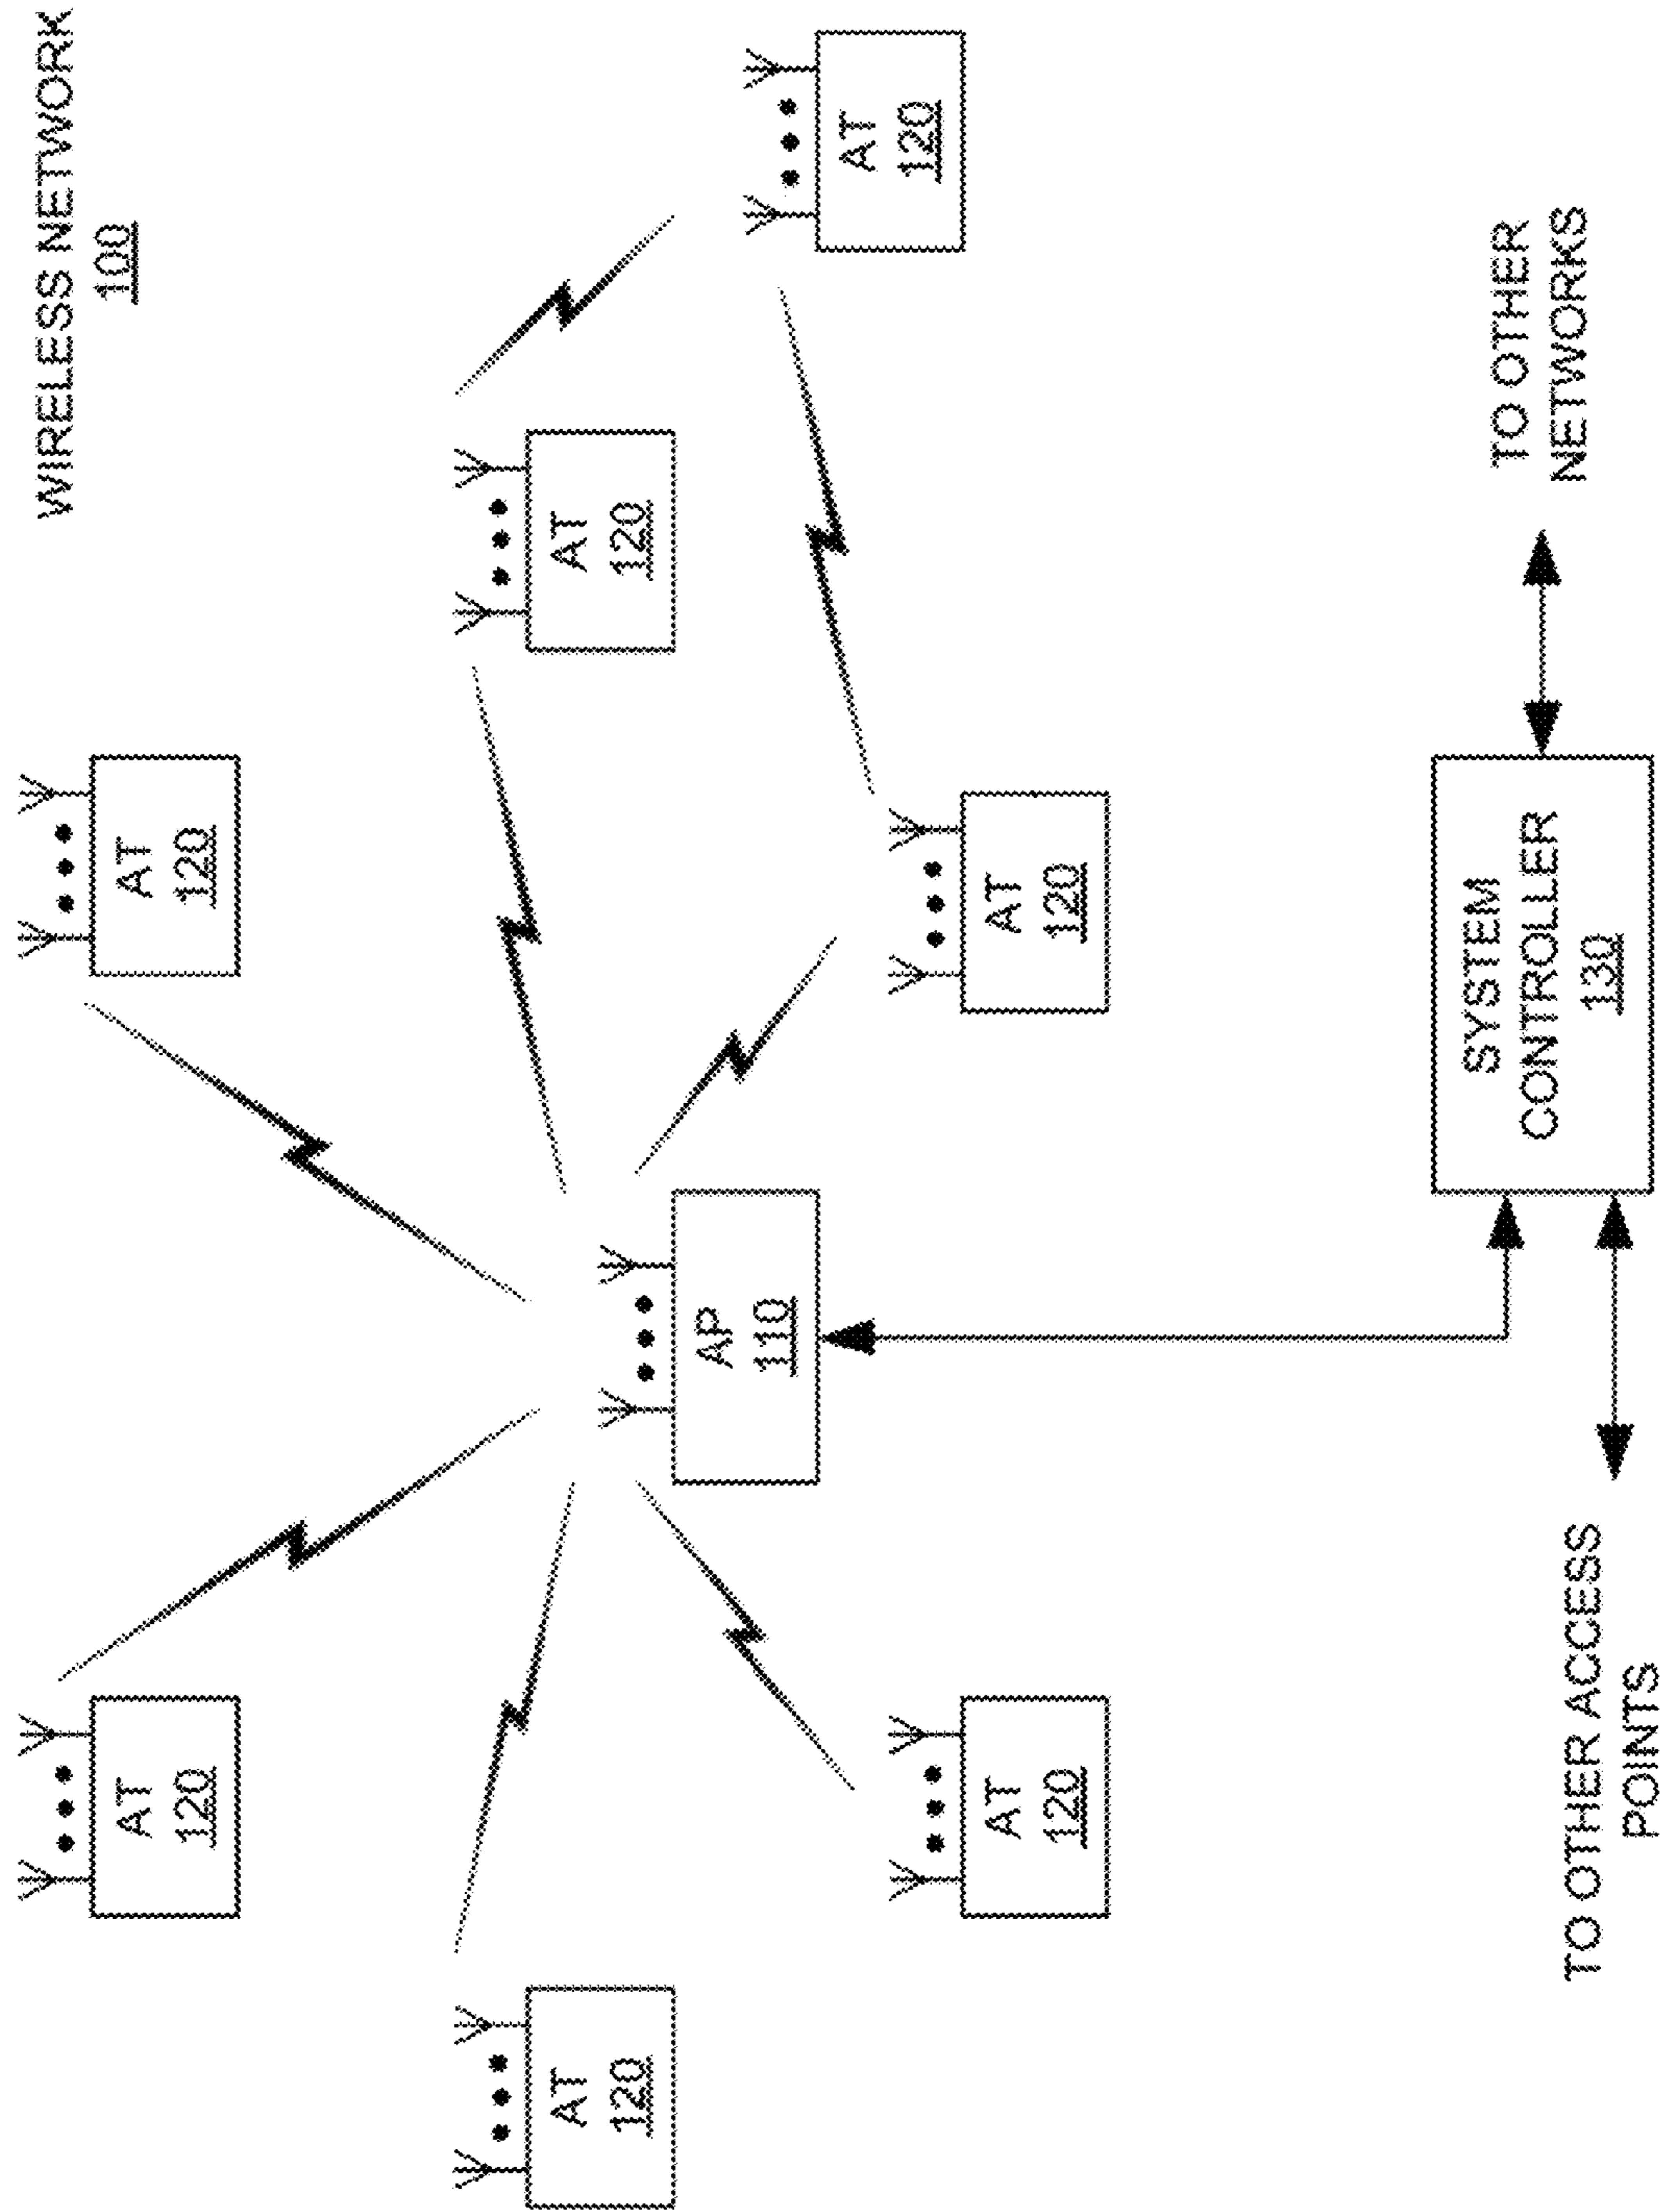 WIRELESS NETWORK
100
AT
120
AT
120
AT
120
AT
120
AP
110
AT
120
AT
120
AT
120
SYSTEM
CONTROLLER
130
TO OTHER
NETWORKS
TO OTHER ACCESS
POINTS